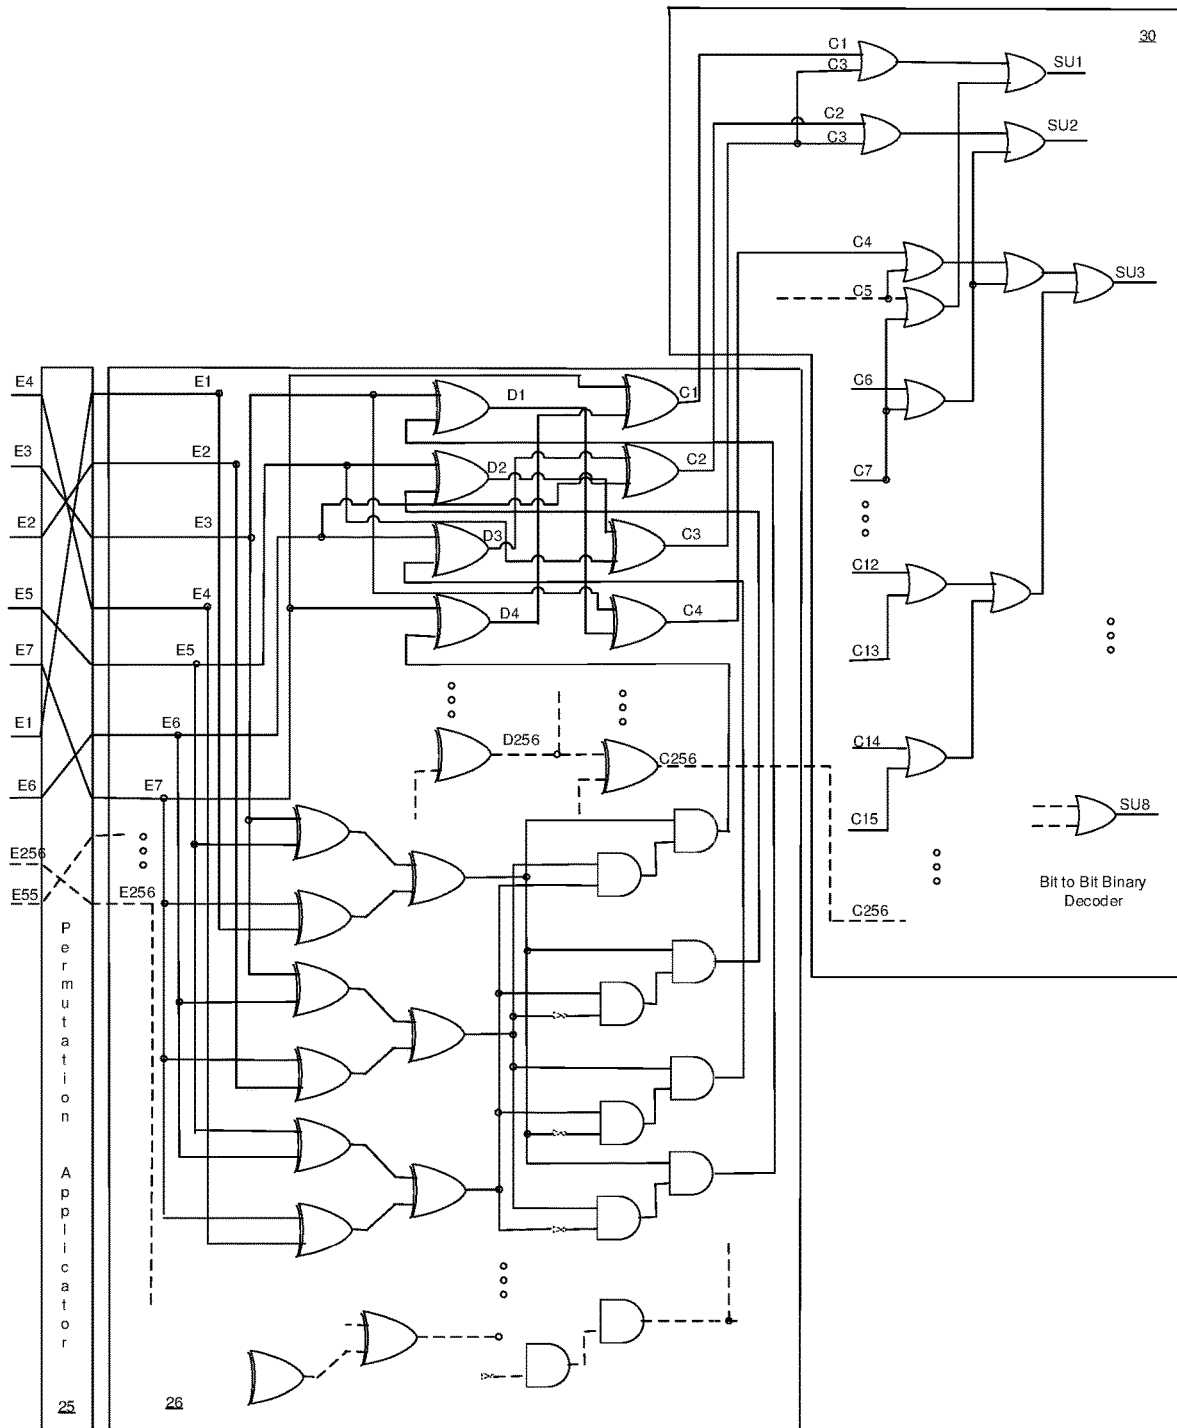 30
C1
C3
SU1
C2
C3
SU2
C4
C5
SU3
C6
C7
C12
C13
C14
C15
SU8
Bit to Bit Binary
Decoder
C256
E4
E3
E2
E5
E7
E1
E6
E256
E55
Permutation Applicator
25
E1
E2
E3
E4
E5
E6
E7
E256
D1
D2
D3
D4
D256
C1
C2
C3
C4
C256
26